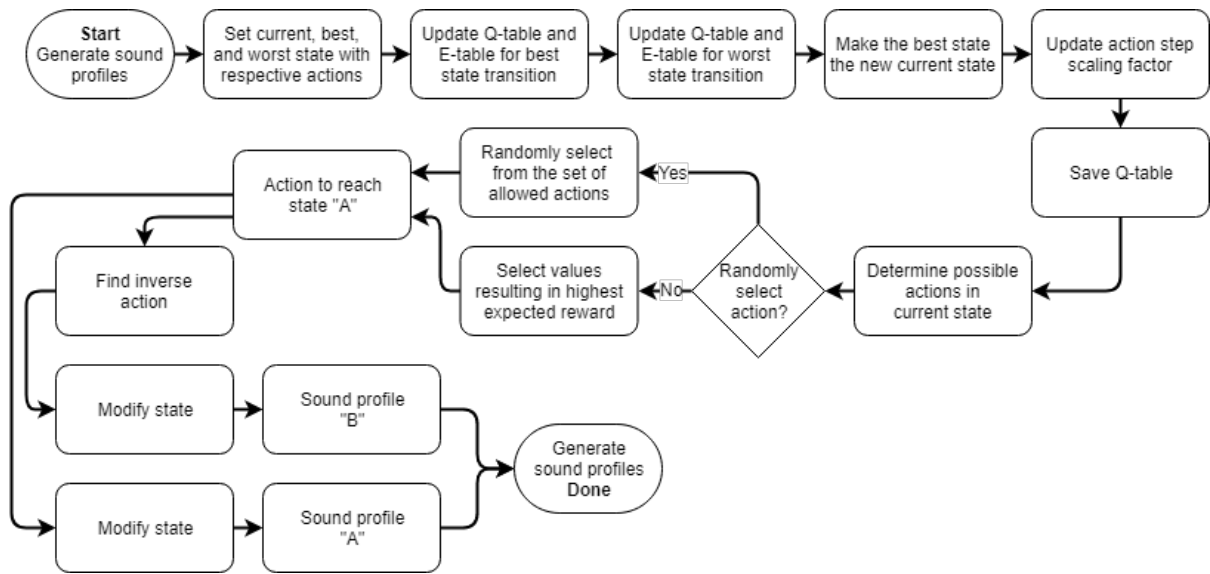 Start
Generate sound
profiles
Set current, best,
and worst state with
respective actions
Update Q-table and
E-table for best
state transition
Update Q-table and
E-table for worst
state transition
Make the best state
the new current state
Update action step
scaling factor
Save Q-table
Determine possible
actions in
current state
Randomly
select
action?
Yes
No
Randomly select
from the set of
allowed actions
Select values
resulting in highest
expected reward
Action to reach
state "A"
Find inverse
action
Modify state
Sound profile
"B"
Modify state
Sound profile
"A"
Generate
sound profiles
Done